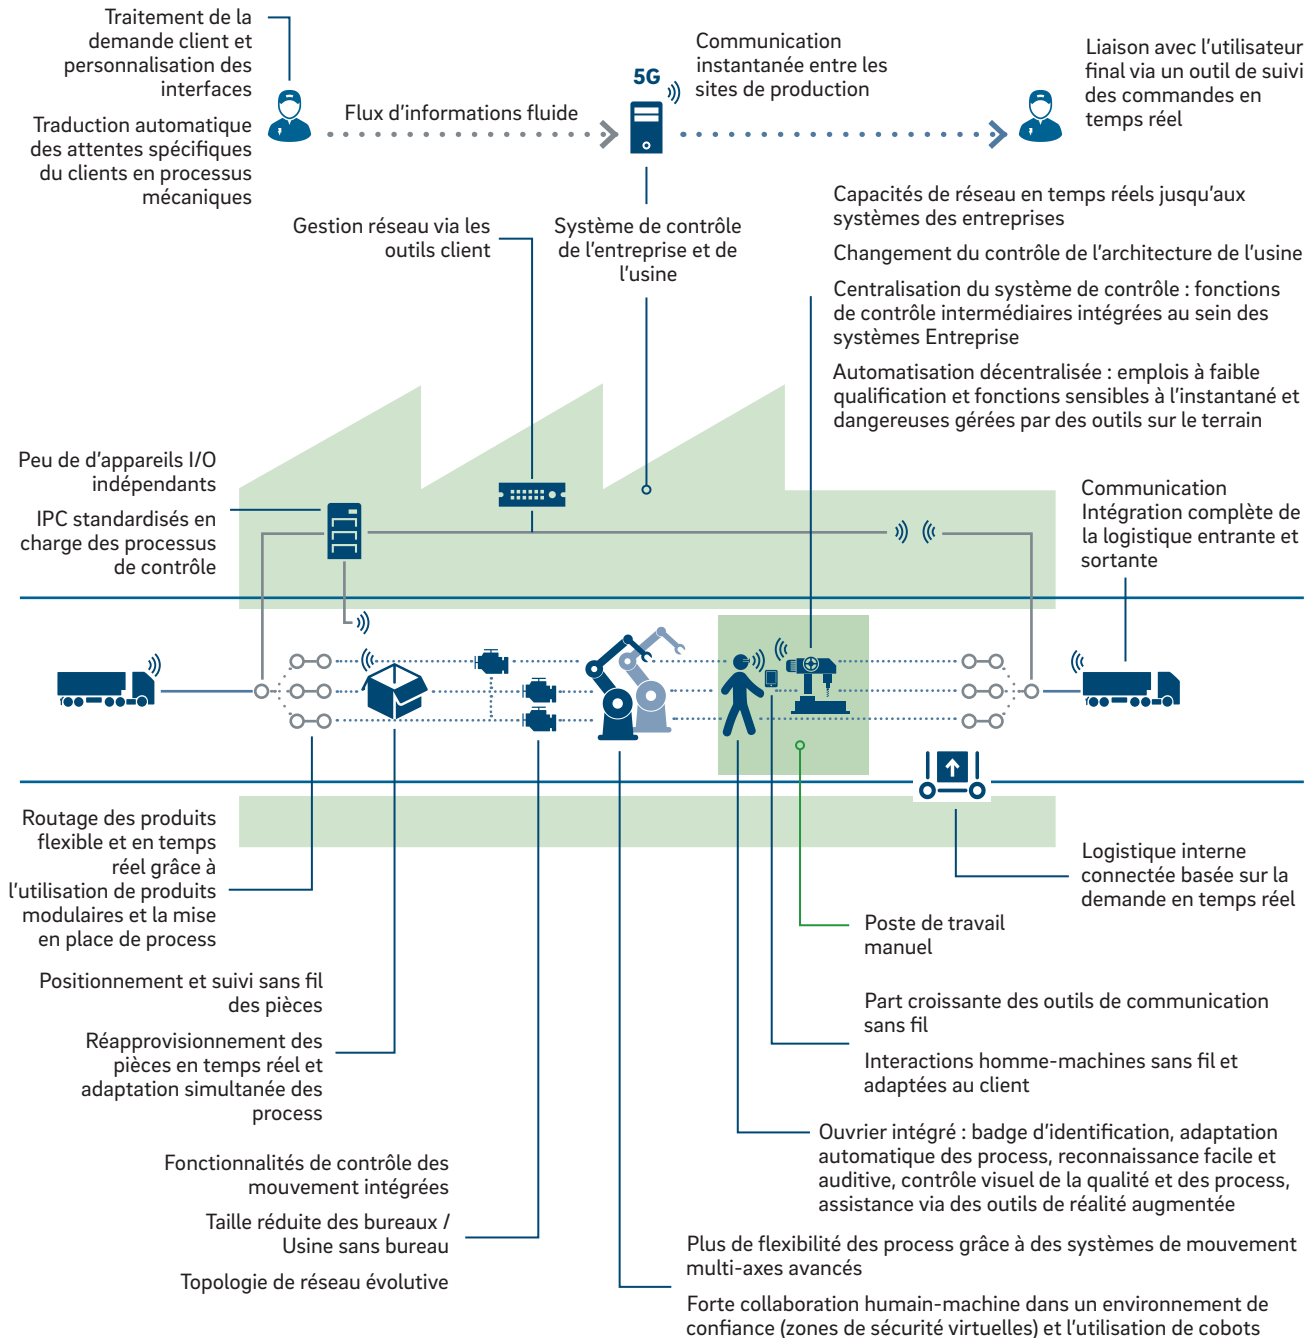 Traitement de la
demande client et
personnalisation des
interfaces
Traduction automatique
des attentes spécifiques
du clients en processus
mécaniques
Flux d'informations fluide
5G
Communication
instantanée entre les
sites de production
Liaison avec l'utilisateur
final via un outil de suivi
des commandes en
temps réel
Gestion réseau via les
outils client
Système de contrôle
de l'entreprise et de
l'usine
Capacités de réseau en temps réels jusqu'aux
systèmes des entreprises
Changement du contrôle de l'architecture de l'usine
Centralisation du système de contrôle : fonctions
de contrôle intermédiaires intégrées au sein des
systèmes Entreprise
Automatisation décentralisée : emplois à faible
qualification et fonctions sensibles à l'instantané et
dangereuses gérées par des outils sur le terrain
Peu de d'appareils I/O
indépendants
IPC standardisés en
charge des processus
de contrôle
Communication
Intégration complète de
la logistique entrante et
sortante
Routage des produits
flexible et en temps
réel grâce à
l'utilisation de produits
modulaires et la mise
en place de process
Logistique interne
connectée basée sur la
demande en temps réel
Poste de travail
manuel
Positionnement et suivi sans fil
des pièces
Réapprovisionnement des
pièces en temps réel et
adaptation simultanée des
process
Part croissante des outils de communication
sans fil
Interactions homme-machines sans fil et
adaptées au client
Ouvrier intégré : badge d'identification, adaptation
automatique des process, reconnaissance facile et
auditive, contrôle visuel de la qualité et des process,
assistance via des outils de réalité augmentée
Fonctionnalités de contrôle des
mouvement intégrées
Taille réduite des bureaux /
Usine sans bureau
Topologie de réseau évolutive
Plus de flexibilité des process grâce à des systèmes de mouvement
multi-axes avancés
Forte collaboration humain-machine dans un environnement de
confiance (zones de sécurité virtuelles) et l'utilisation de cobots